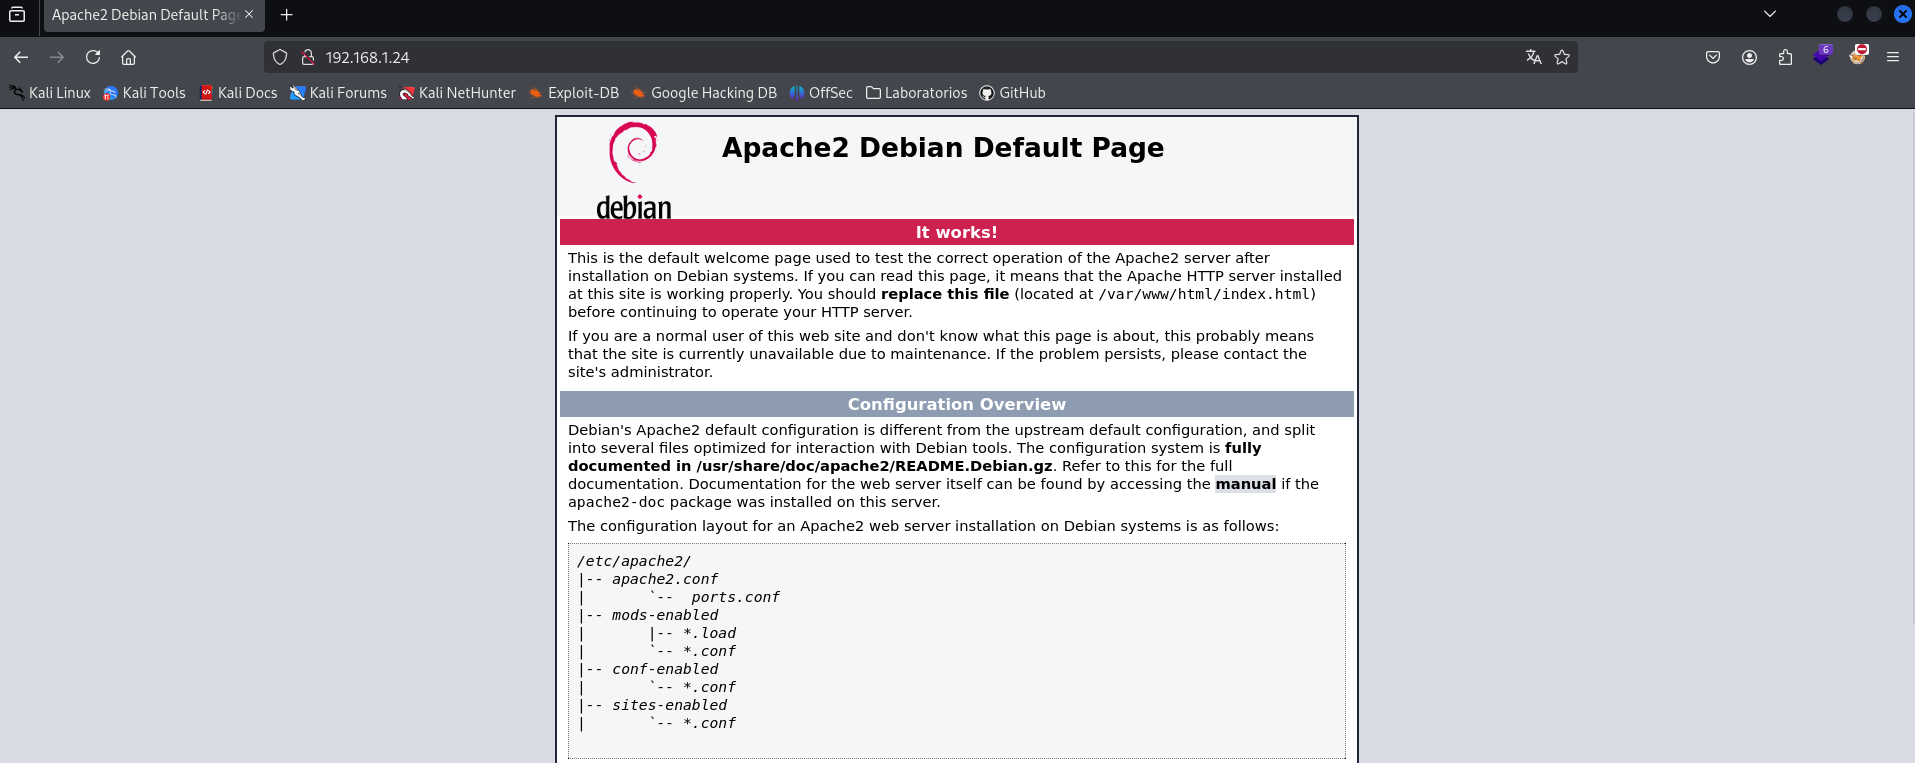 Apache2 Debian Default Page
192.168.1.24
6
Kali Linux Kali Tools Kali Docs Kali Forums Kali NetHunter Exploit-DB Google Hacking DB OffSec Laboratorios GitHub
debian
Apache2 Debian Default Page
It works!
This is the default welcome page used to test the correct operation of the Apache2 server after
installation on Debian systems. If you can read this page, it means that the Apache HTTP server installed
at this site is working properly. You should replace this file (located at /var/www/html/index.html)
before continuing to operate your HTTP server.
If you are a normal user of this web site and don't know what this page is about, this probably means
that the site is currently unavailable due to maintenance. If the problem persists, please contact the
site's administrator.
Configuration Overview
Debian's Apache2 default configuration is different from the upstream default configuration, and split
into several files optimized for interaction with Debian tools. The configuration system is fully
documented in /usr/share/doc/apache2/README.Debian.gz. Refer to this for the full
documentation. Documentation for the web server itself can be found by accessing the manual if the
apache2-doc package was installed on this server.
The configuration layout for an Apache2 web server installation on Debian systems is as follows:
/etc/apache2/
|-- apache2.conf
|       `--  ports.conf
|-- mods-enabled
|       |-- *.load
|       `-- *.conf
|-- conf-enabled
|       `-- *.conf
|-- sites-enabled
|       `-- *.conf